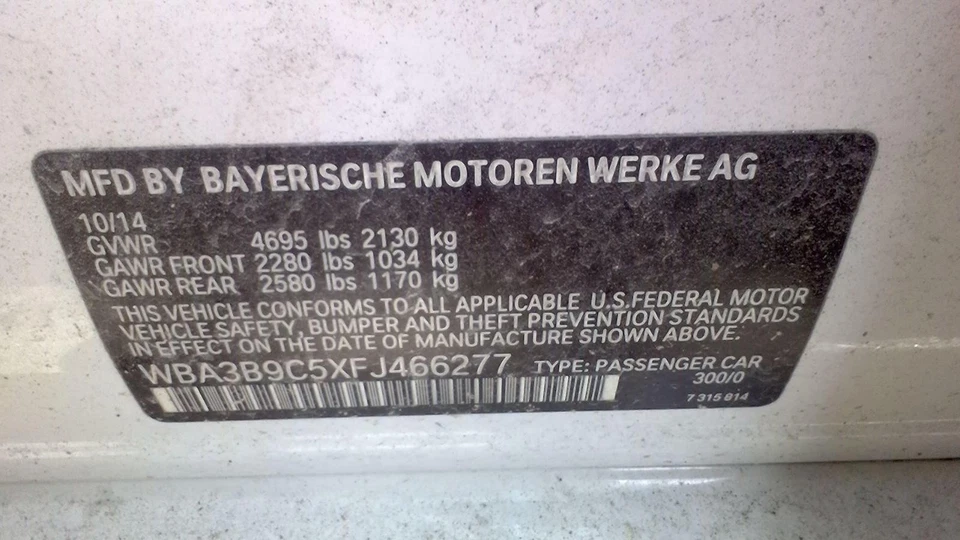 MFD BY BAYERISCHE MOTOREN WERKE AG
10/14
GVWR 4695 lbs 2130 kg
GAWR FRONT 2280 lbs 1034 kg
GAWR REAR 2580 lbs 1170 kg
THIS VEHICLE CONFORMS TO ALL APPLICABLE U.S.FEDERAL MOTOR
VEHICLE SAFETY, BUMPER AND THEFT PREVENTION STANDARDS
IN EFFECT ON THE DATE OF MANUFACTURE SHOWN ABOVE.
WBA3B9C5XFJ466277 TYPE: PASSENGER CAR
300/0
7 315 814